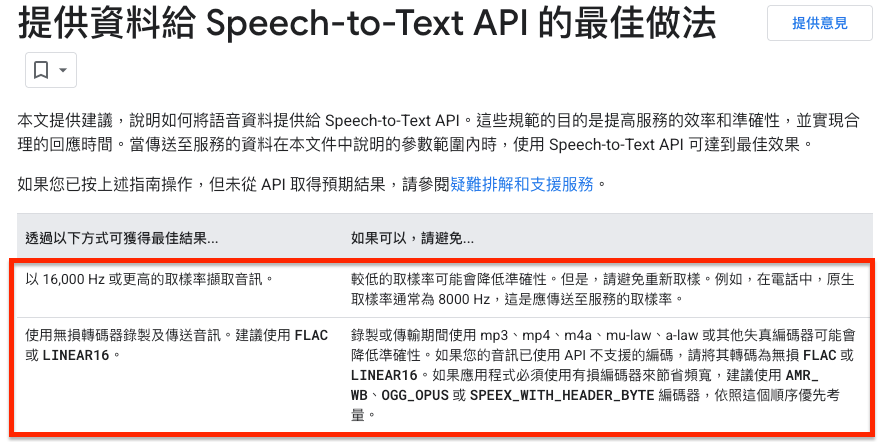 提供資料給 Speech-to-Text API 的最佳做法
提供意見
本文提供建議，說明如何將語音資料提供給 Speech-to-Text API。這些規範的目的是提高服務的效率和準確性，並實現合
理的回應時間。當傳送至服務的資料在本文件中說明的參數範圍內時，使用 Speech-to-Text API 可達到最佳效果。
如果您已按上述指南操作，但未從 API 取得預期結果，請參閱疑難排解和支援服務。
透過以下方式可獲得最佳結果...
如果可以，請避免...
以 16,000 Hz 或更高的取樣率擷取音訊。
較低的取樣率可能會降低準確性。但是，請避免重新取樣。例如，在電話中，原生
取樣率通常為 8000 Hz，這是應傳送至服務的取樣率。
使用無損轉碼器錄製及傳送音訊。建議使用 FLAC
或 LINEAR16。
錄製或傳輸期間使用 mp3、mp4、m4a、mu-law、a-law 或其他失真編碼器可能會
降低準確性。如果您的音訊已使用 API 不支援的編碼，請將其轉碼為無損 FLAC 或
LINEAR16。如果應用程式必須使用有損編碼器來節省頻寬，建議使用 AMR_
WB、OGG_OPUS 或 SPEEX_WITH_HEADER_BYTE 編碼器，依照這個順序優先考
量。